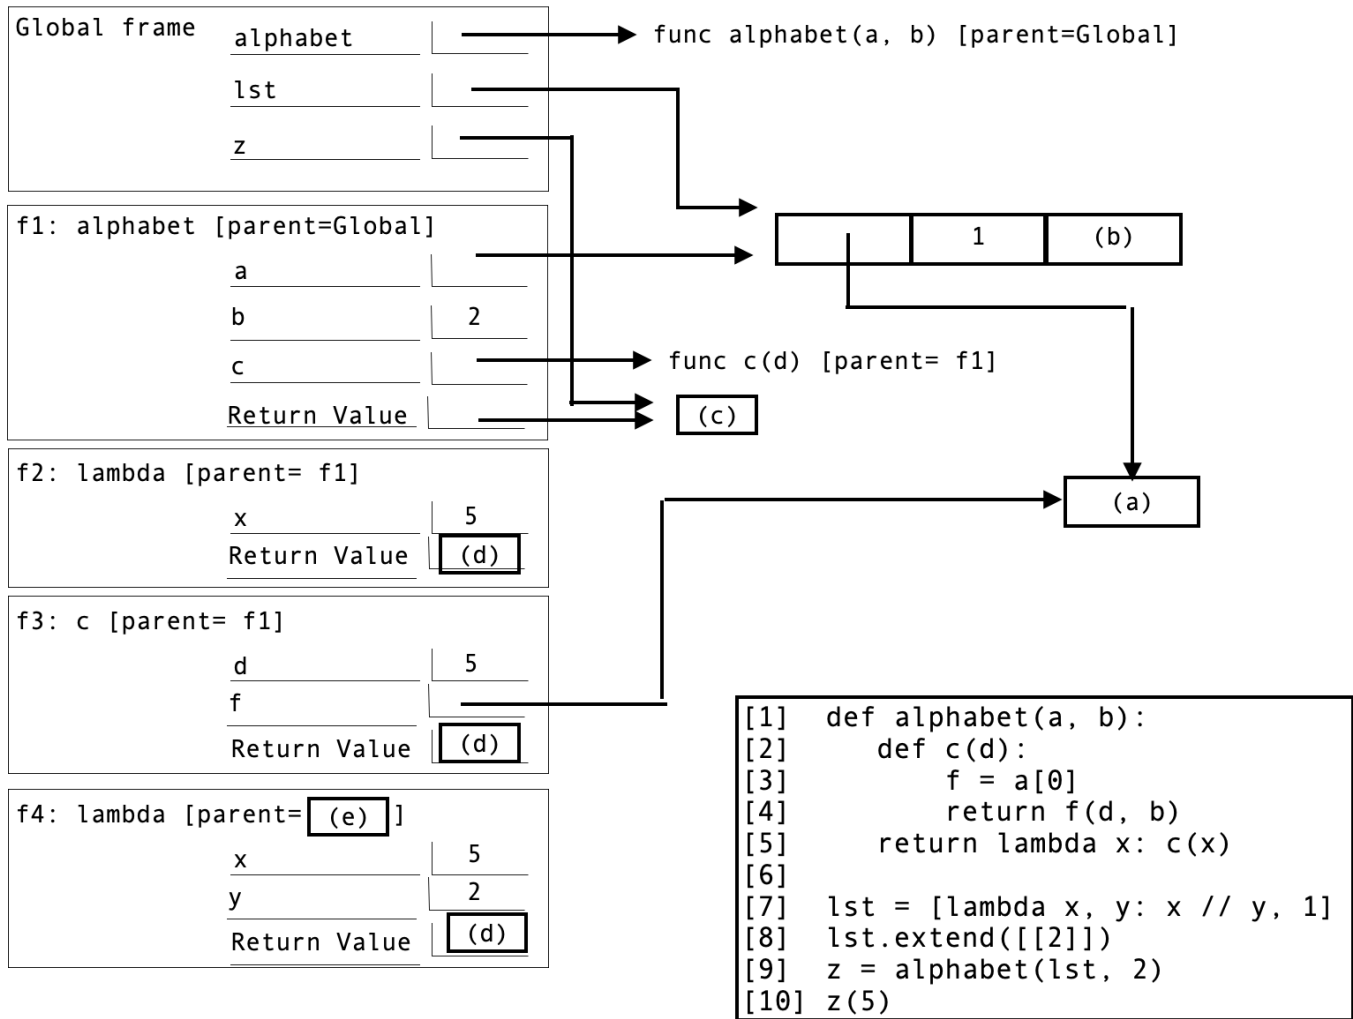 Global frame
alphabet
func alphabet(a, b) [parent=Global]
lst
z
f1: alphabet [parent=Global]
1
(b)
a
b
2
c
func c(d) [parent= f1]
Return Value
(c)
f2: lambda [parent= f1]
x
5
(a)
Return Value
(d)
f3: c [parent= f1]
d
5
f
Return Value
(d)
f4: lambda [parent= (e) ]
x
5
y
2
Return Value
(d)
[1] def alphabet(a, b):
[2] def c(d):
[3] f = a[0]
[4] return f(d, b)
[5] return lambda x: c(x)
[6]
[7] lst = [lambda x, y: x // y, 1]
[8] lst.extend([[2]])
[9] z = alphabet(lst, 2)
[10] z(5)